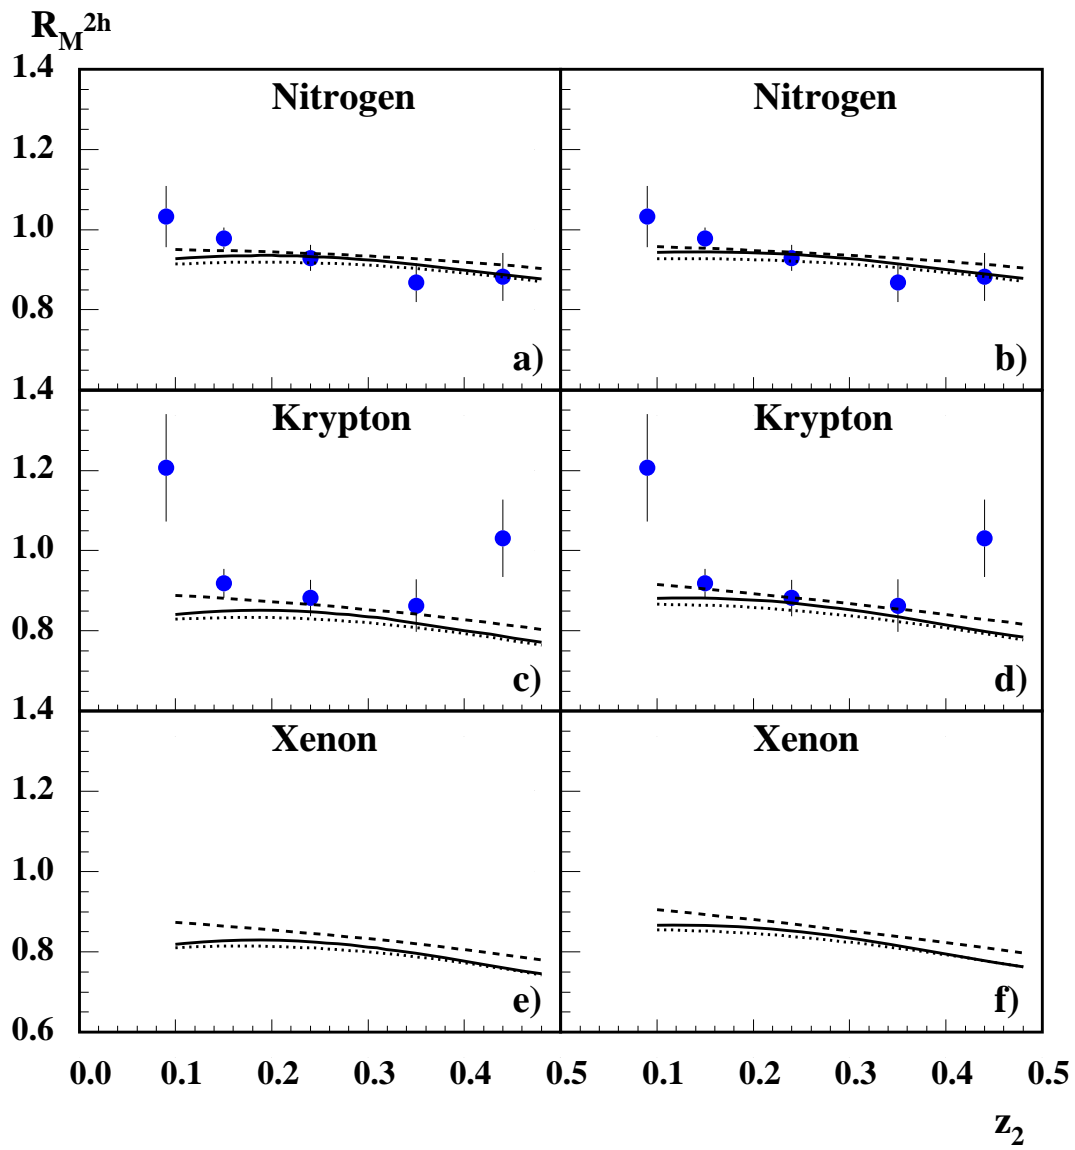 R_M^2h
1.4
Nitrogen Nitrogen
1.2
1.0
0.8
a) b)
1.4
Krypton Krypton
1.2
1.0
0.8
c) d)
1.4
Xenon Xenon
1.2
1.0
0.8
e) f)
0.6
0.0 0.1 0.2 0.3 0.4 0.5 0.1 0.2 0.3 0.4 0.5
z_2